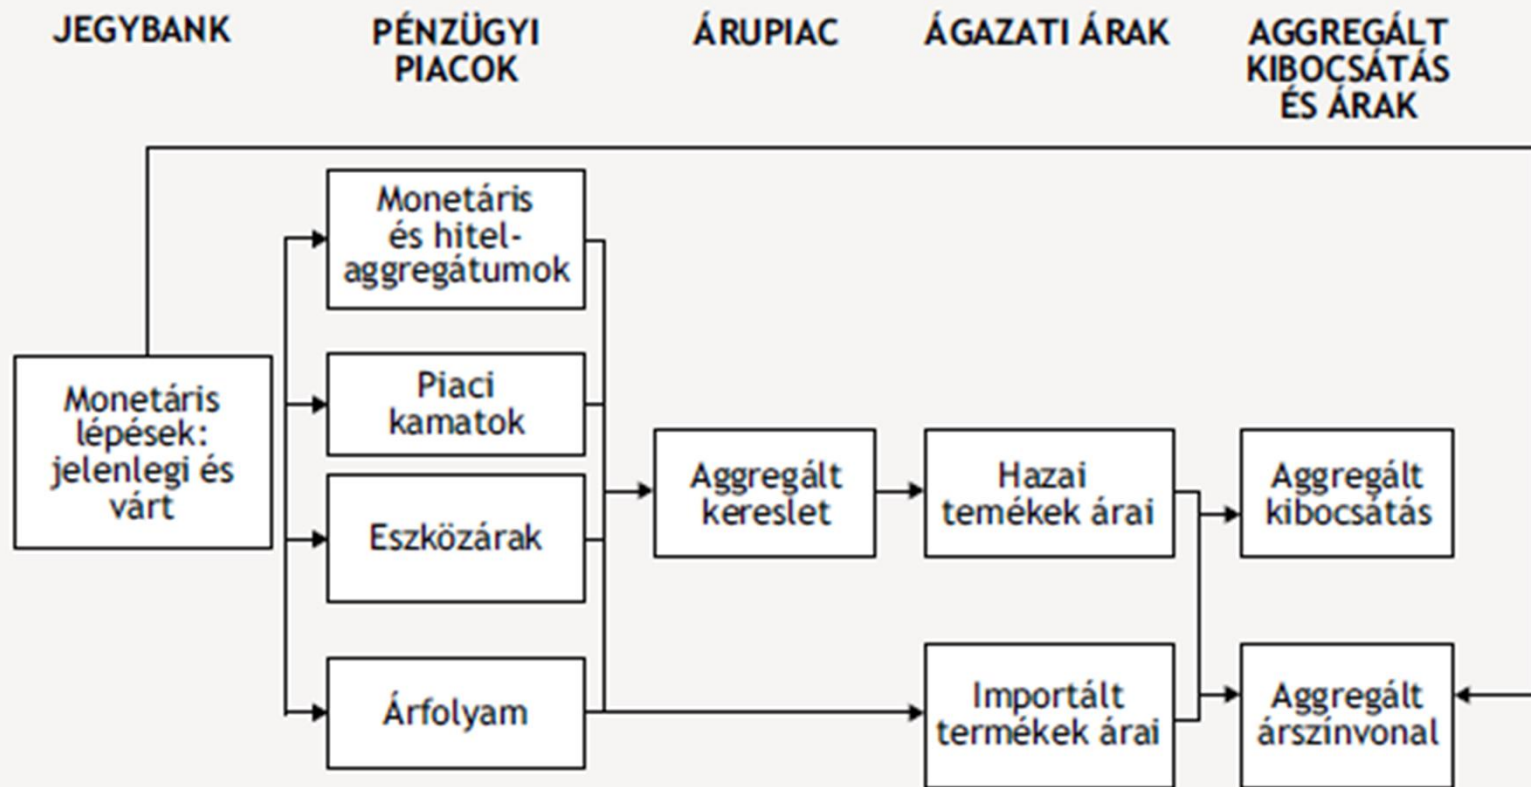 JEGYBANK
PÉNZÜGYI
PIACOK
ÁRUPIAC
ÁGAZATI ÁRAK
AGGREGÁLT
KIBOCSÁTÁS
ÉS ÁRAK
Monetáris
és hitel-
aggregátumok
Monetáris
lépések:
jelenlegi és
várt
Piaci
kamatok
Eszközárak
Árfolyam
Aggregált
kereslet
Hazai
temékek árai
Importált
termékek árai
Aggregált
kibocsátás
Aggregált
árszínvonal